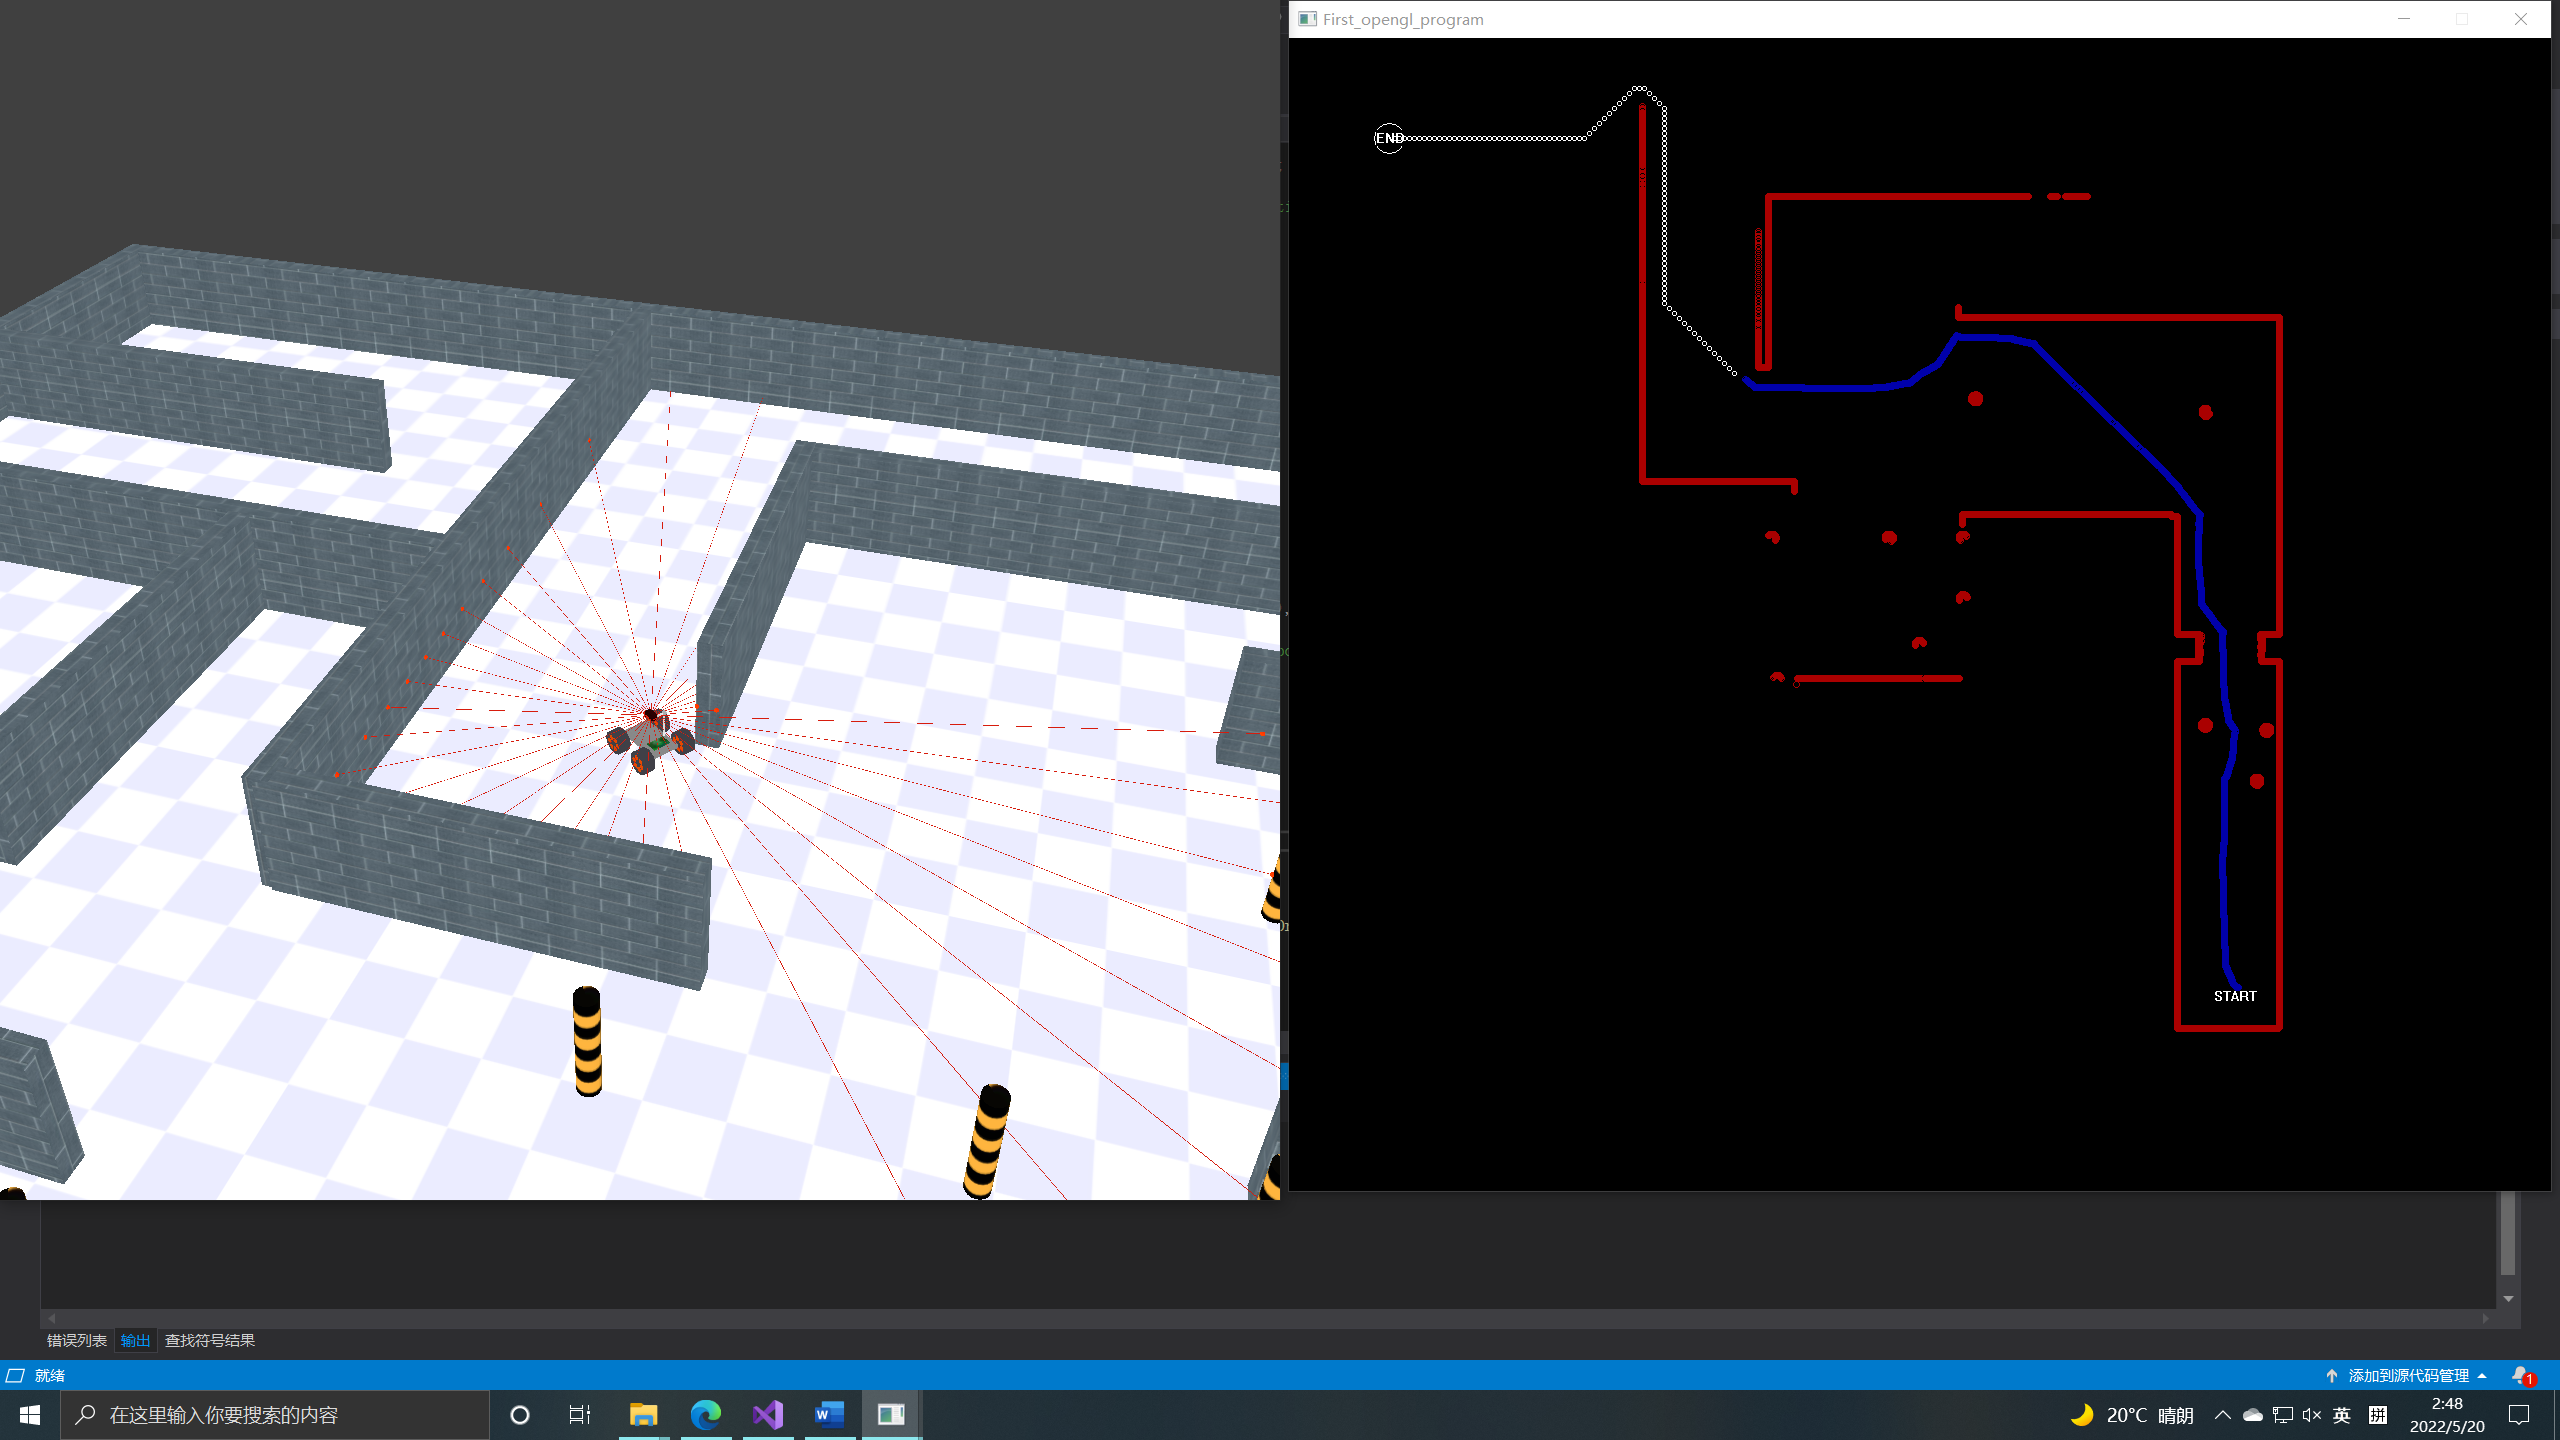 First_opengl_program
END
START
错误列表 输出 查找符号结果
就绪
添加到源代码管理
1
在这里输入你要搜索的内容
20°C 晴朗
英
拼
2:48
2022/5/20